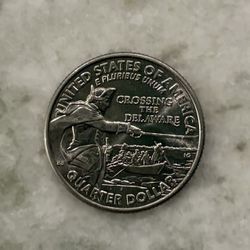 UNITED STATES OF AMERICA
E PLURIBUS UNUM
CROSSING
THE
DELAWARE
QUARTER DOLLAR